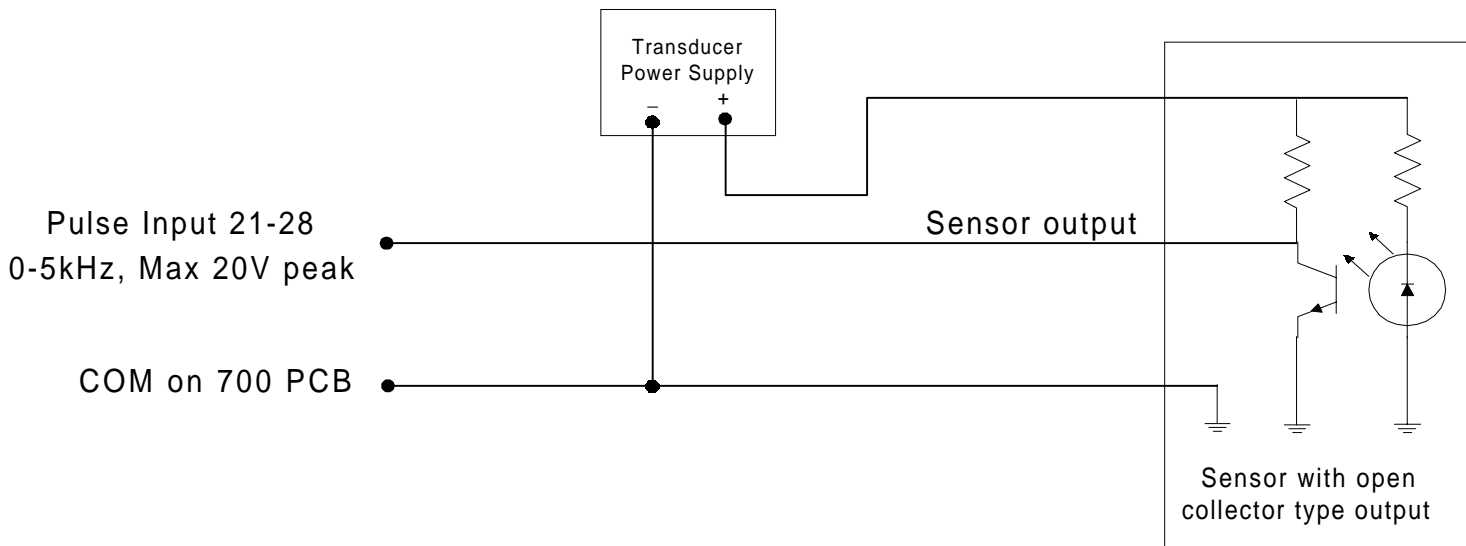 Transducer
Power Supply
– +
Pulse Input 21-28
0-5kHz, Max 20V peak
Sensor output
COM on 700 PCB
Sensor with open
collector type output